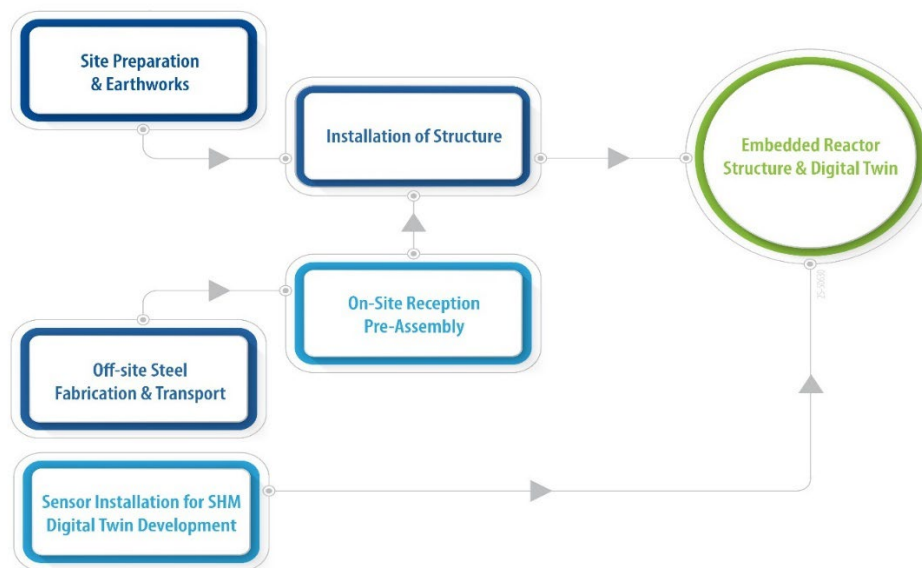 Site Preparation
& Earthworks
Installation of Structure
Embedded Reactor
Structure & Digital Twin
On-Site Reception
Pre-Assembly
Off-site Steel
Fabrication & Transport
Sensor Installation for SHM
Digital Twin Development